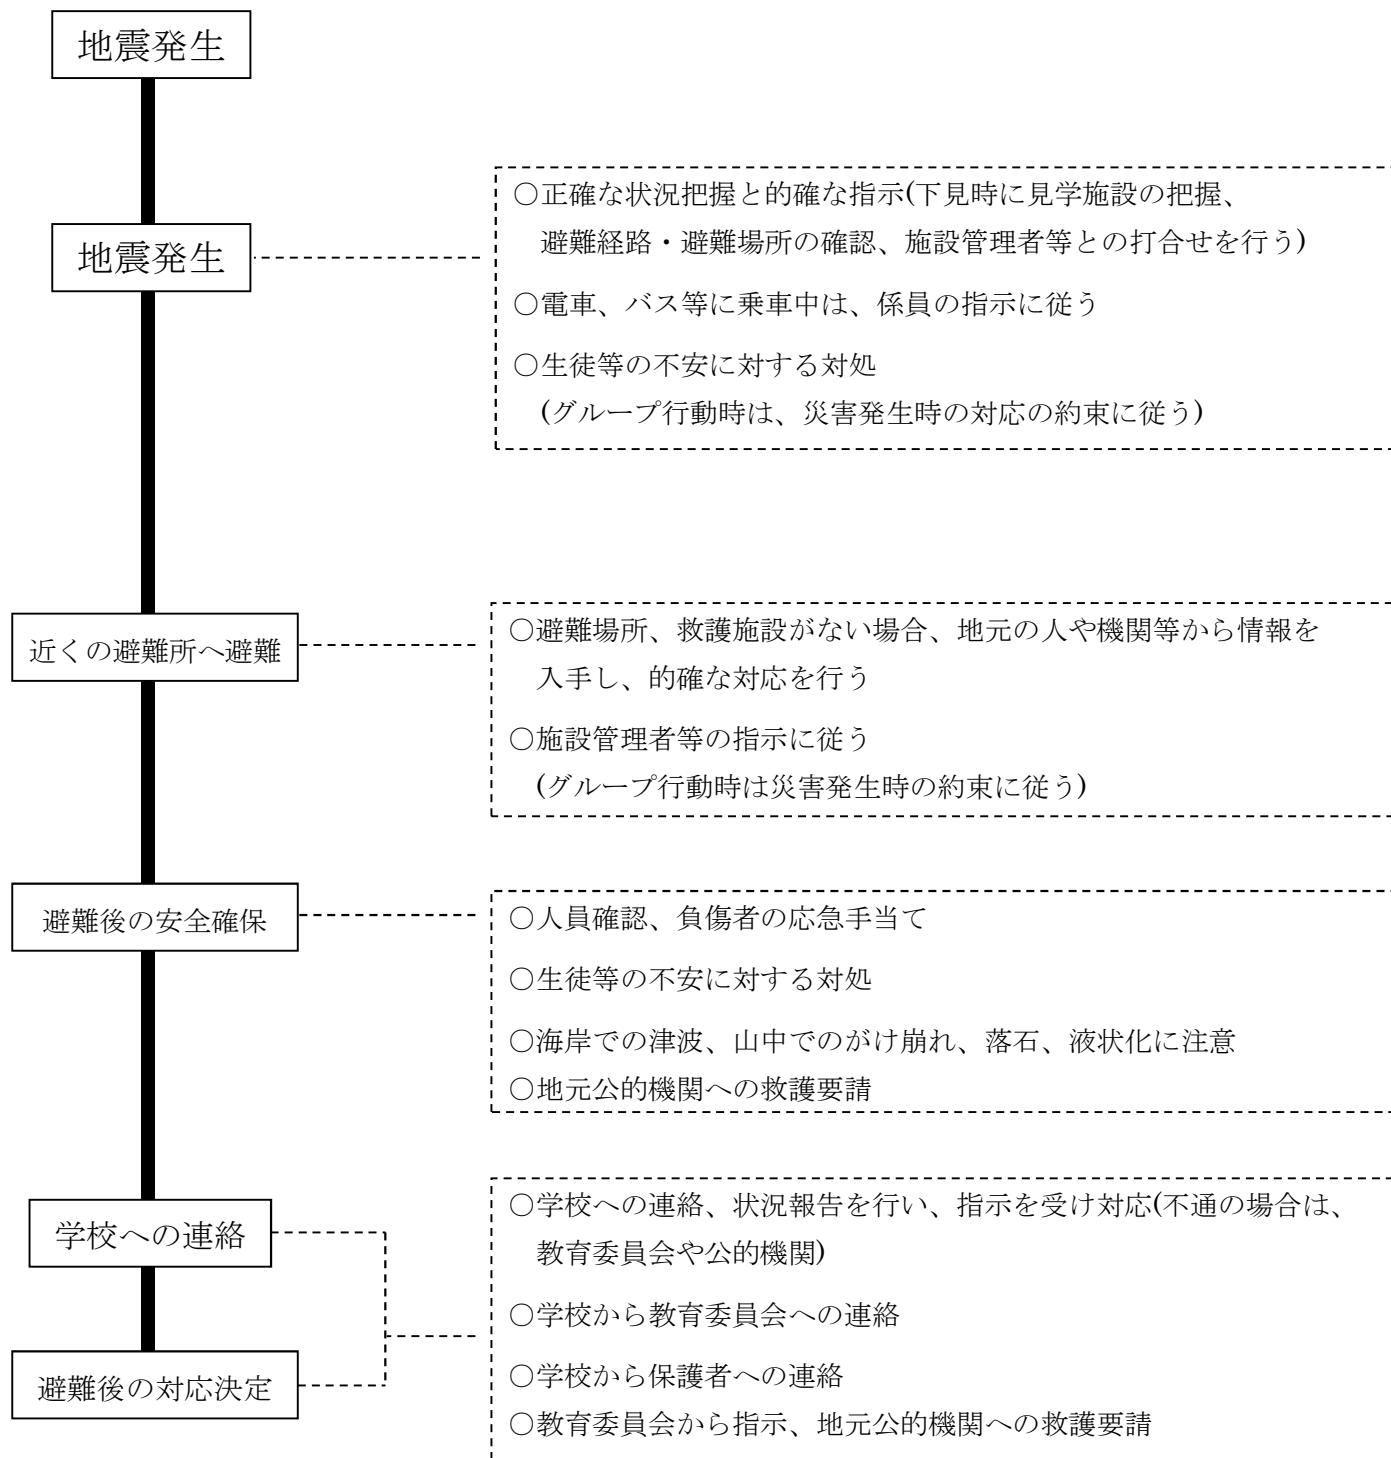 地震発生
地震発生
〇正確な状況把握と的確な指示(下見時に見学施設の把握、
避難経路・避難場所の確認、施設管理者等との打合せを行う)
〇電車、バス等に乗車中は、係員の指示に従う
〇生徒等の不安に対する対処
(グループ行動時は、災害発生時の対応の約束に従う)
近くの避難所へ避難
〇避難場所、救護施設がない場合、地元の人や機関等から情報を
入手し、的確な対応を行う
〇施設管理者等の指示に従う
(グループ行動時は災害発生時の約束に従う)
避難後の安全確保
〇人員確認、負傷者の応急手当て
〇生徒等の不安に対する対処
〇海岸での津波、山中でのがけ崩れ、落石、液状化に注意
〇地元公的機関への救護要請
学校への連絡
〇学校への連絡、状況報告を行い、指示を受け対応(不通の場合は、
教育委員会や公的機関)
〇学校から教育委員会への連絡
〇学校から保護者への連絡
避難後の対応決定
〇教育委員会から指示、地元公的機関への救護要請